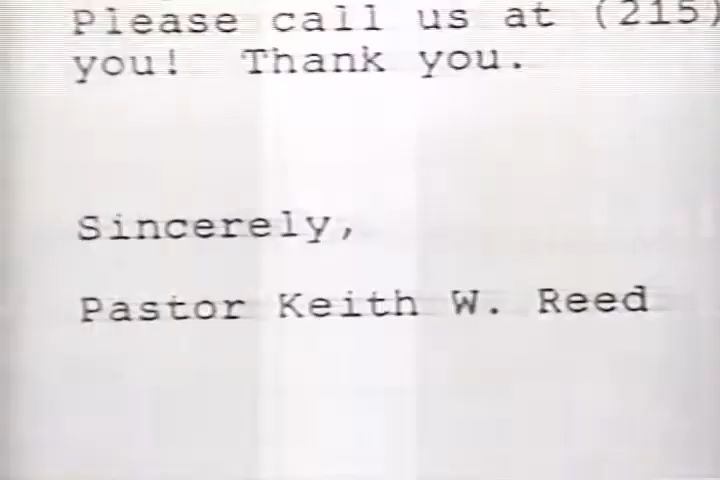 Please call us at (215)
you! Thank you.
Sincerely,
Pastor Keith W. Reed